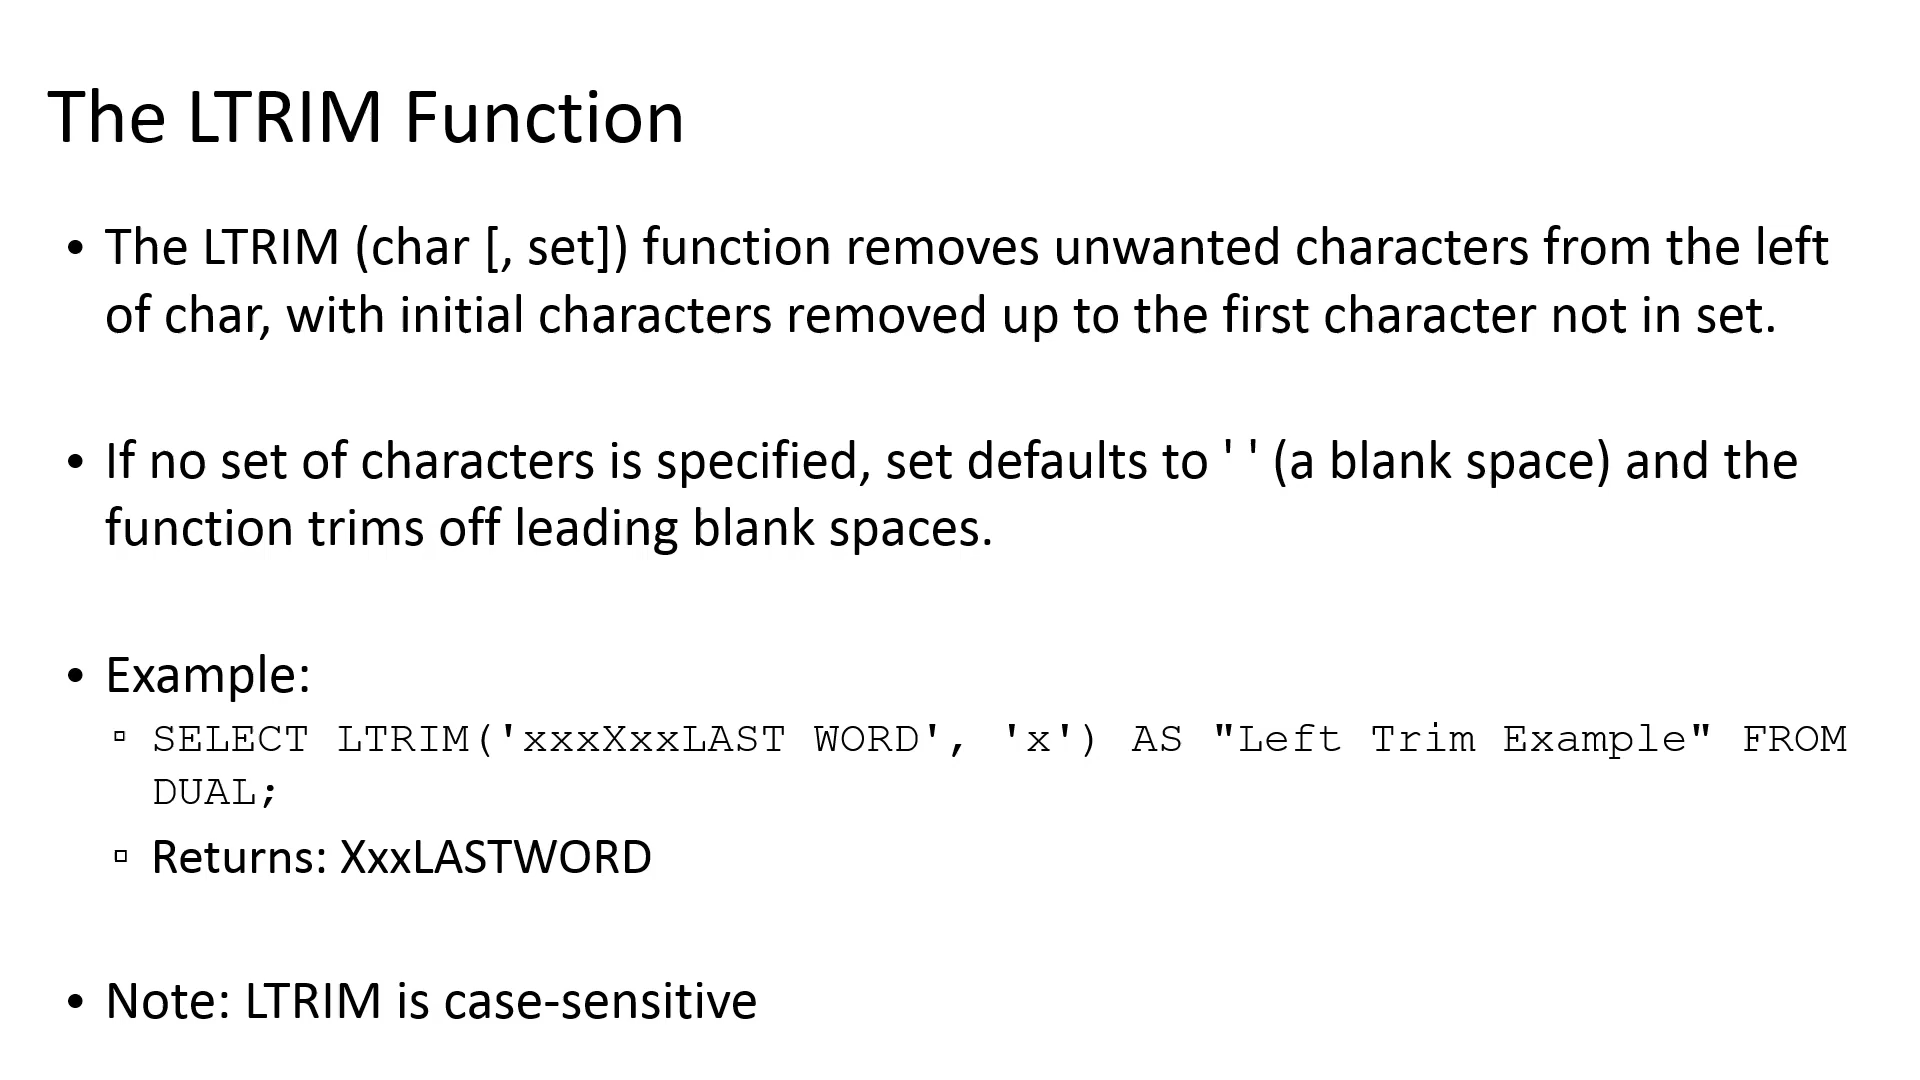 The LTRIM Function
• The LTRIM (char [, set]) function removes unwanted characters from the left
of char, with initial characters removed up to the first character not in set.
• If no set of characters is specified, set defaults to ' ' (a blank space) and the
function trims off leading blank spaces.
• Example:
▫ SELECT LTRIM('xxxXxxLAST WORD', 'x') AS "Left Trim Example" FROM
DUAL;
▫ Returns: XxxLASTWORD
• Note: LTRIM is case-sensitive